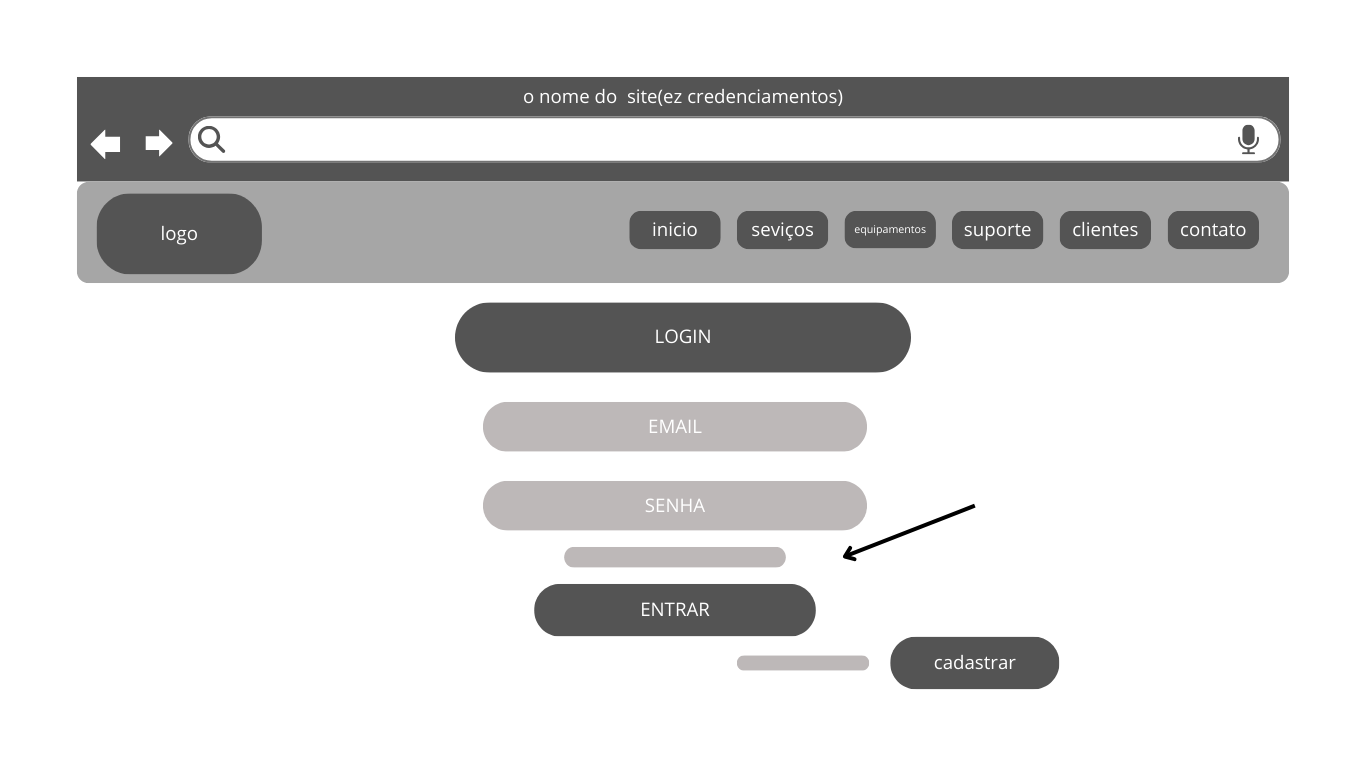 o nome do  site(ez credenciamentos)
logo
inicio
seviços
equipamentos
suporte
clientes
contato
LOGIN
EMAIL
SENHA
ENTRAR
cadastrar